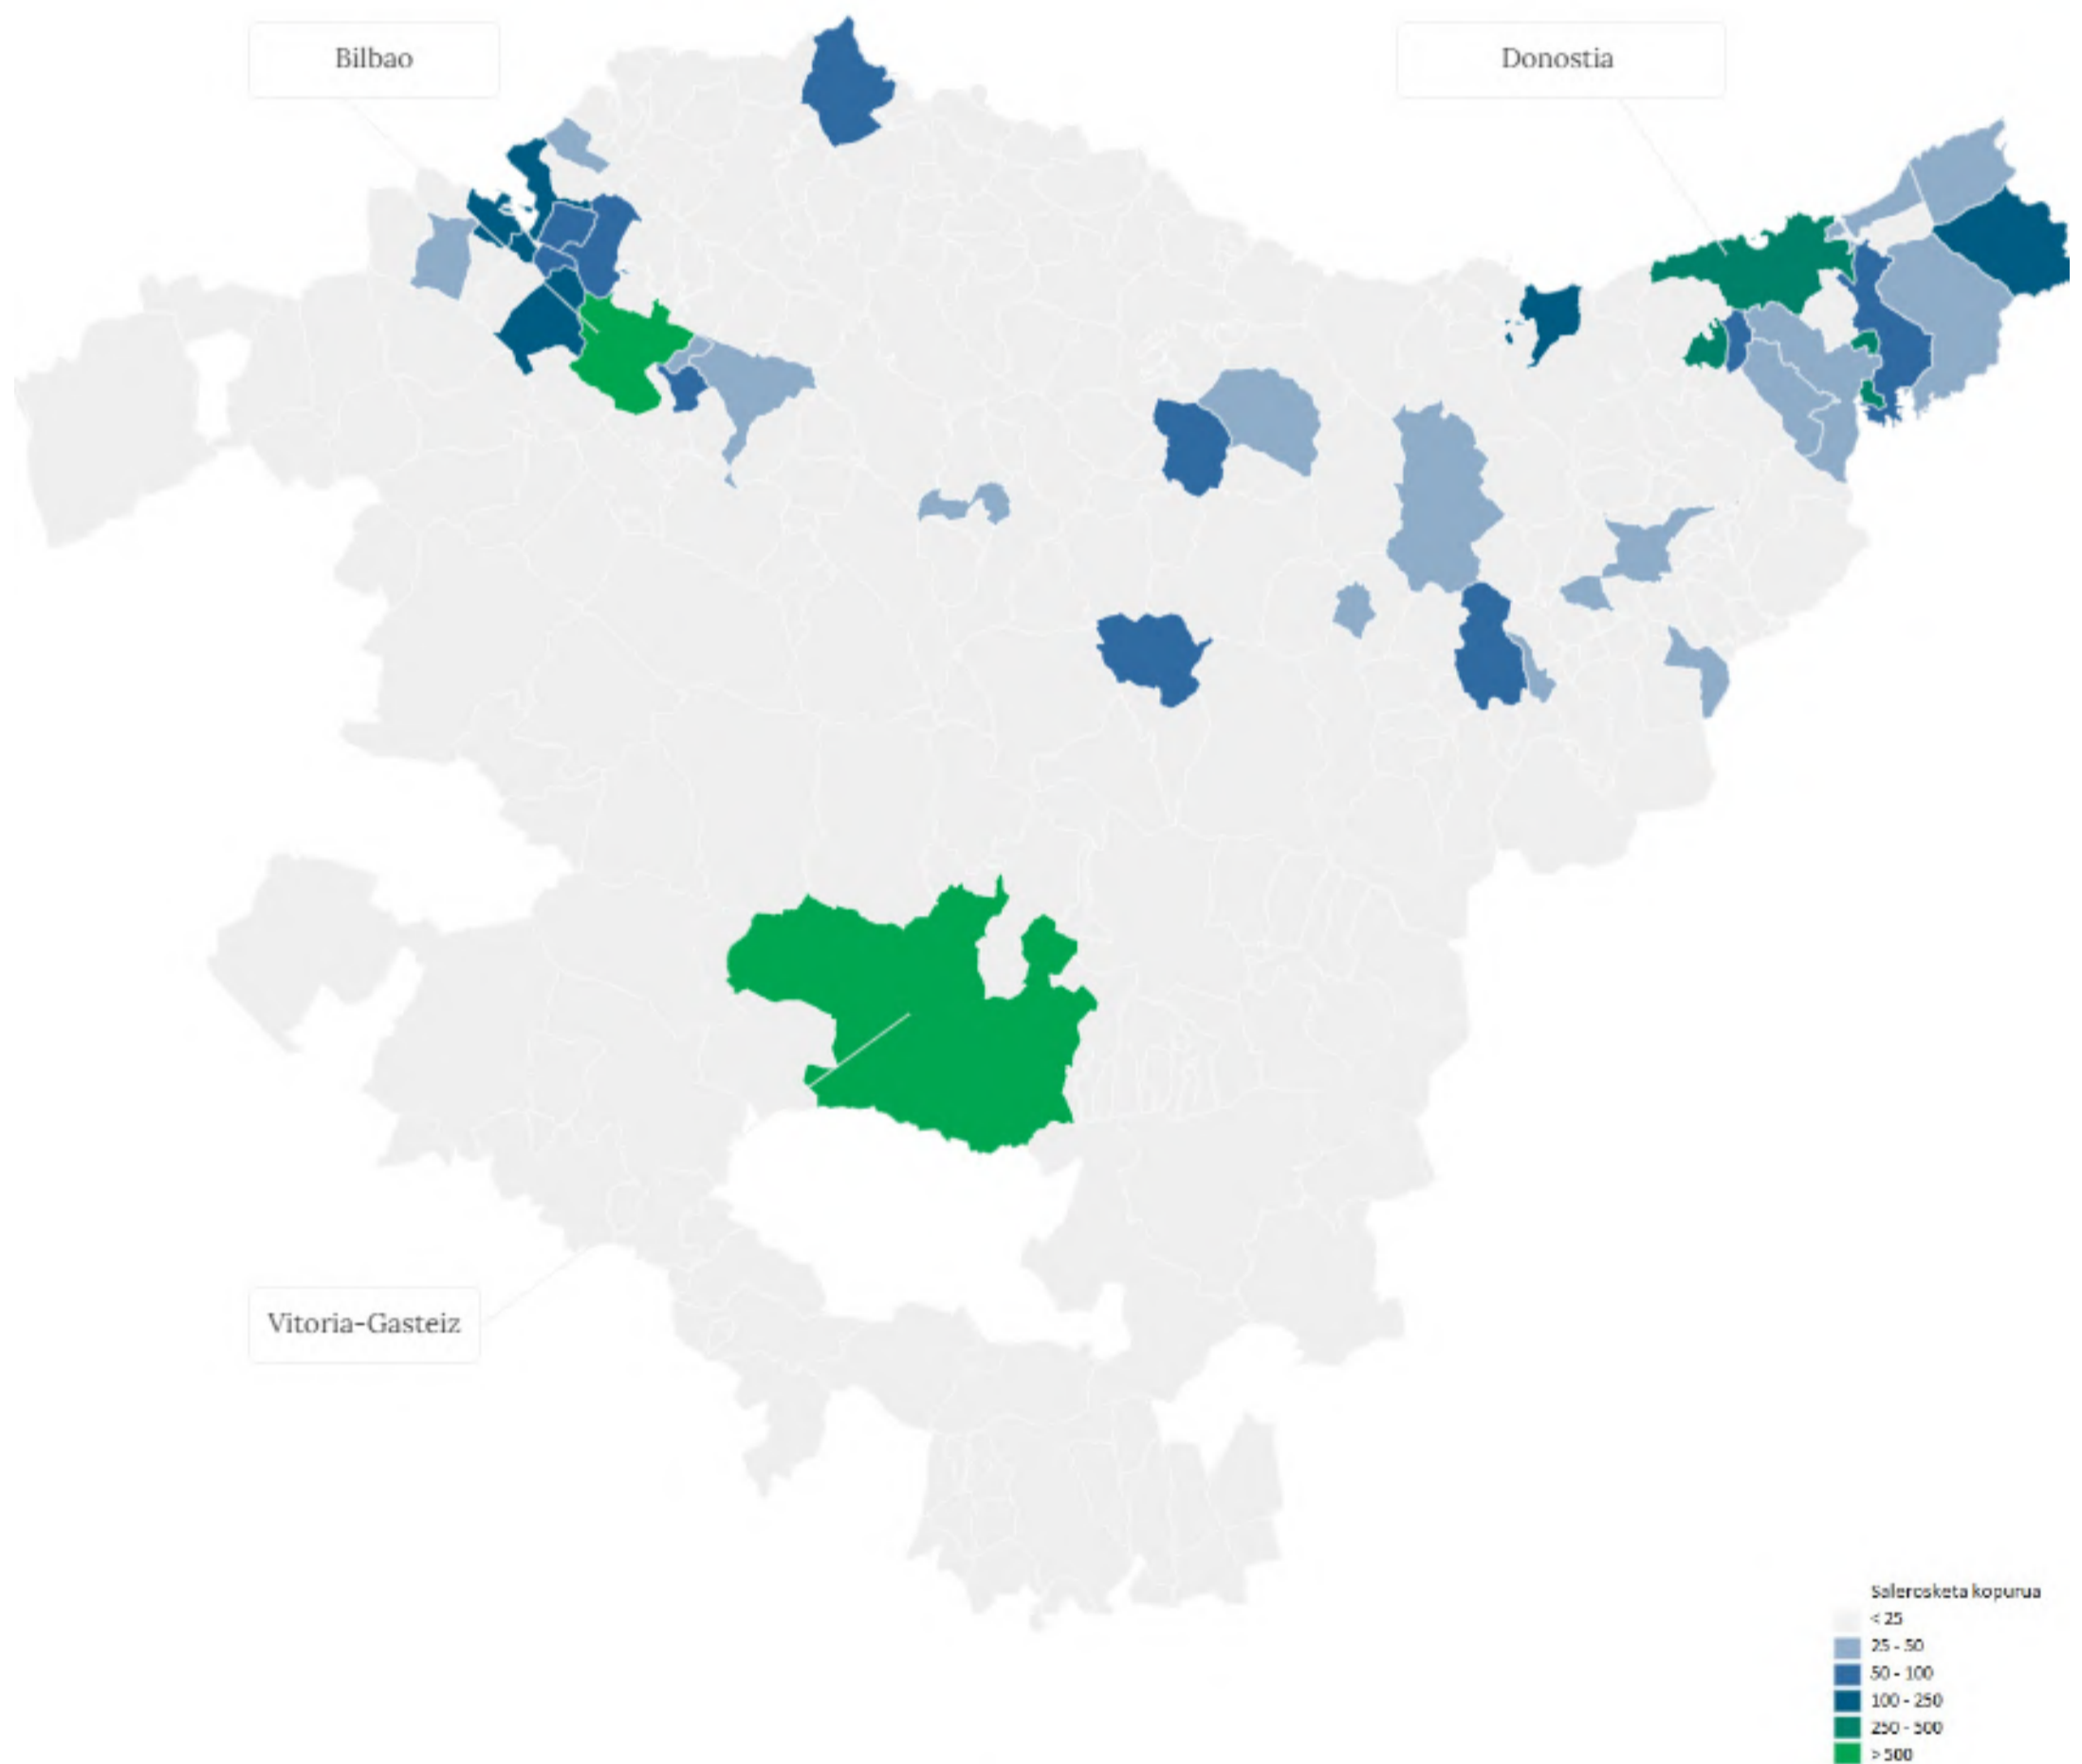 Bilbao
Donostia
Vitoria-Gasteiz
Salerosketa kopurua
< 25
25 - 50
50 - 100
100 - 250
250 - 500
> 500